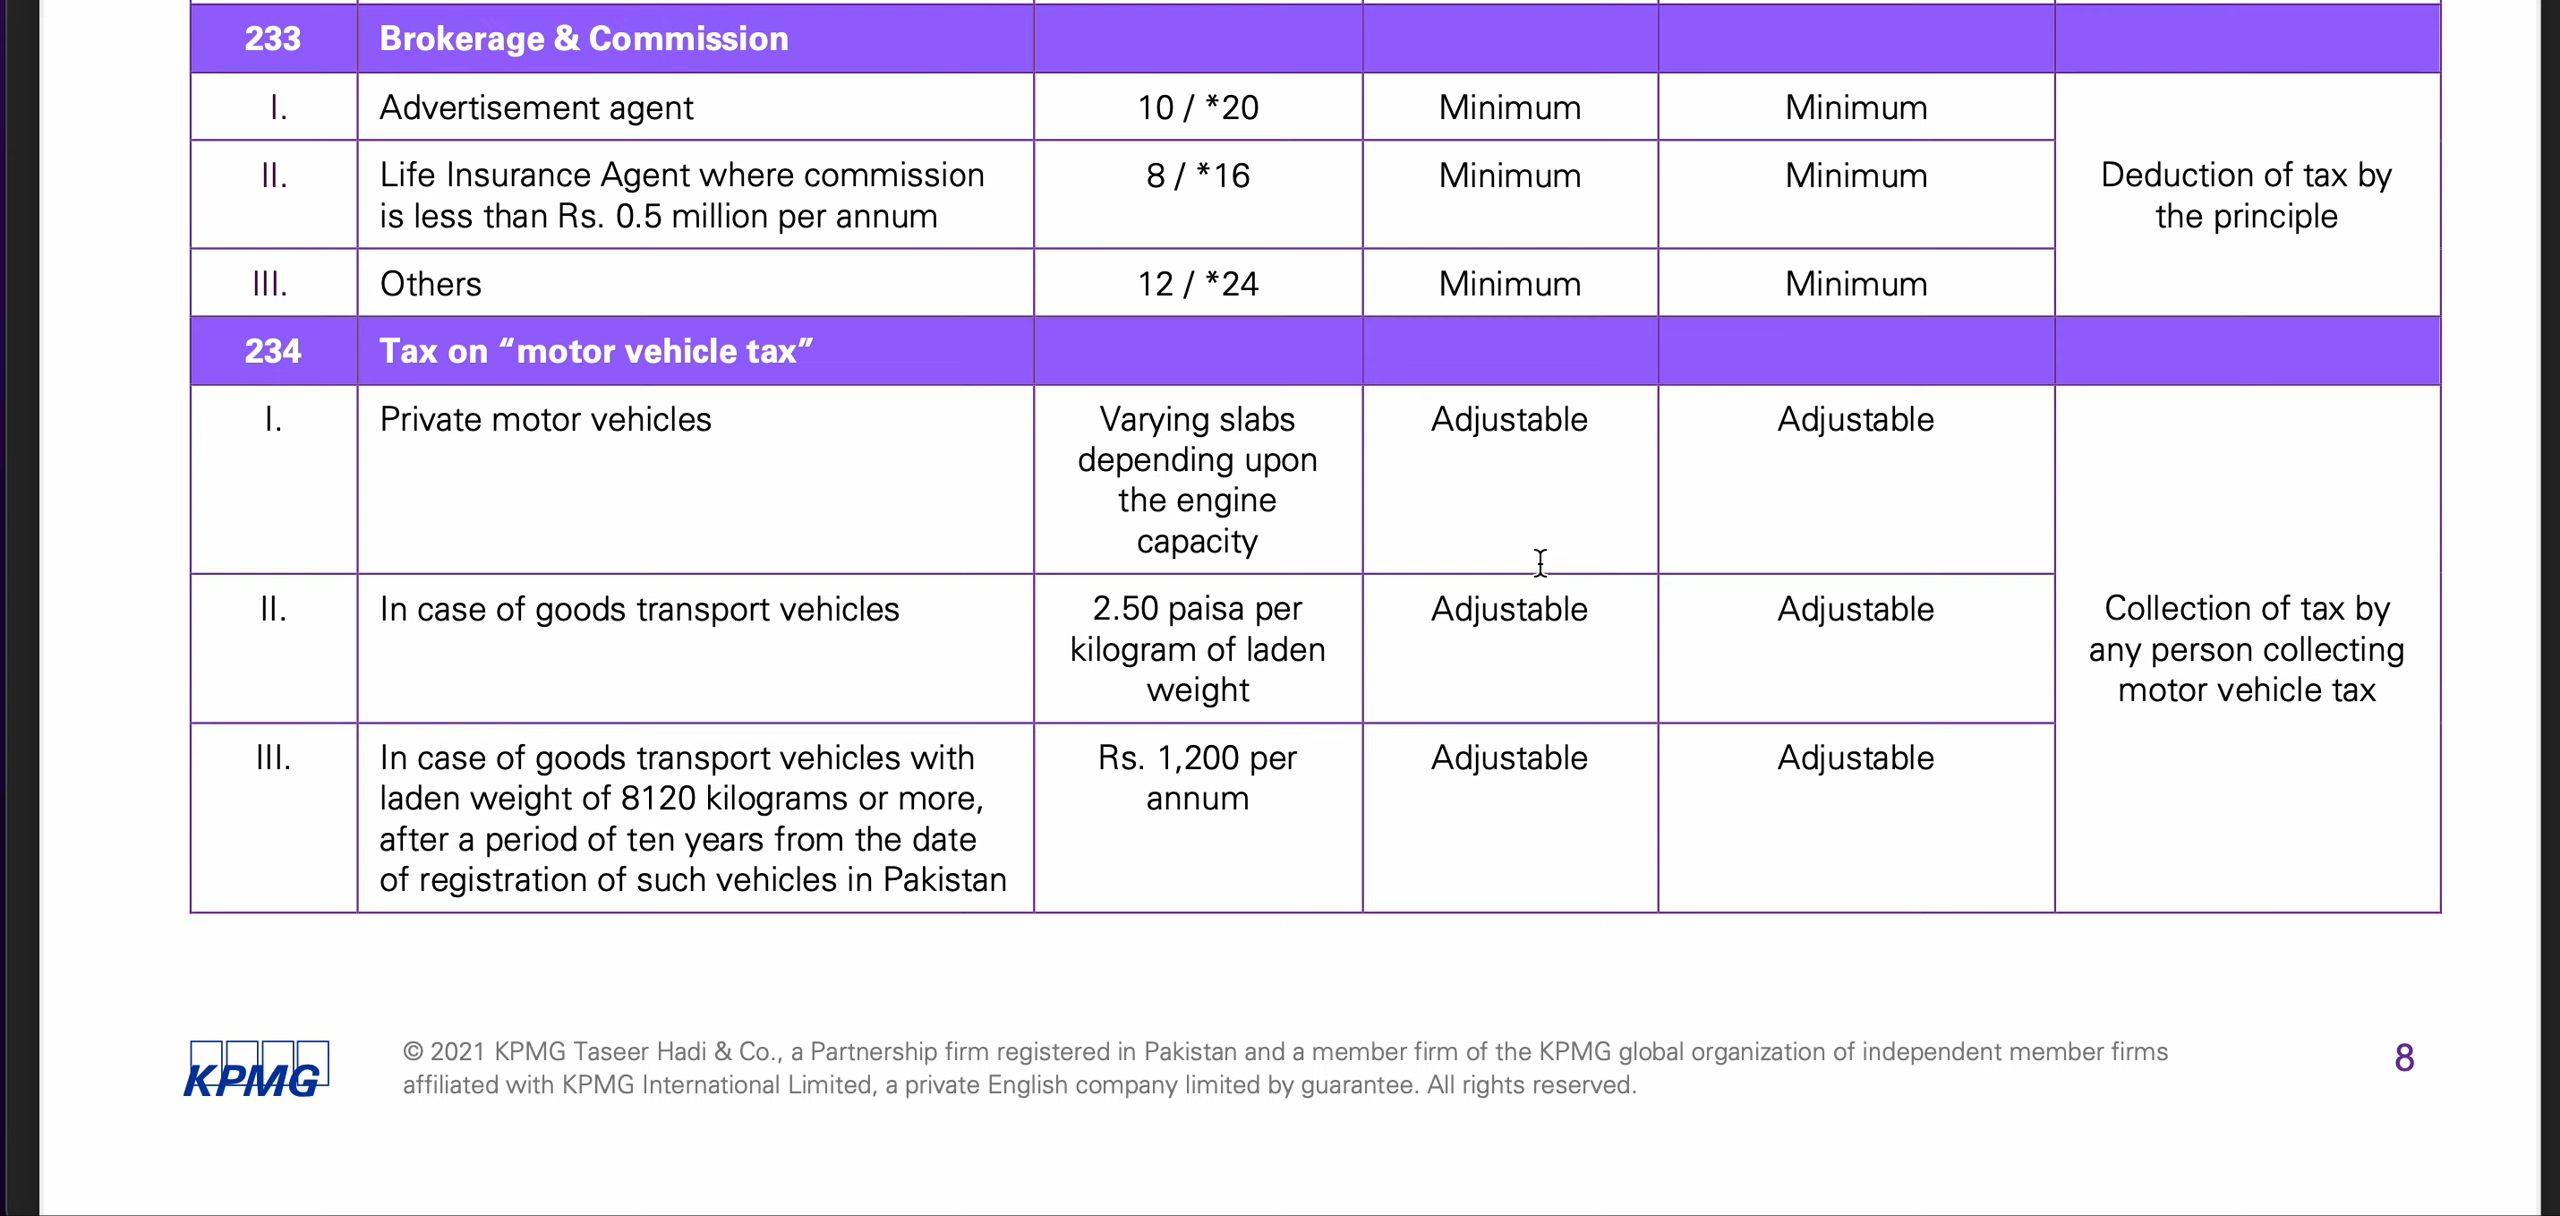 233 Brokerage & Commission
I. Advertisement agent 10 / *20 Minimum Minimum
II. Life Insurance Agent where commission 8 / *16 Minimum Minimum Deduction of tax by
is less than Rs. 0.5 million per annum the principle
III. Others 12 / *24 Minimum Minimum
234 Tax on “motor vehicle tax”
I. Private motor vehicles Varying slabs Adjustable Adjustable
depending upon
the engine
capacity
II. In case of goods transport vehicles 2.50 paisa per Adjustable Adjustable Collection of tax by
kilogram of laden any person collecting
weight motor vehicle tax
III. In case of goods transport vehicles with Rs. 1,200 per Adjustable Adjustable
laden weight of 8120 kilograms or more, annum
after a period of ten years from the date
of registration of such vehicles in Pakistan
KPMG © 2021 KPMG Taseer Hadi & Co., a Partnership firm registered in Pakistan and a member firm of the KPMG global organization of independent member firms 8
affiliated with KPMG International Limited, a private English company limited by guarantee. All rights reserved.